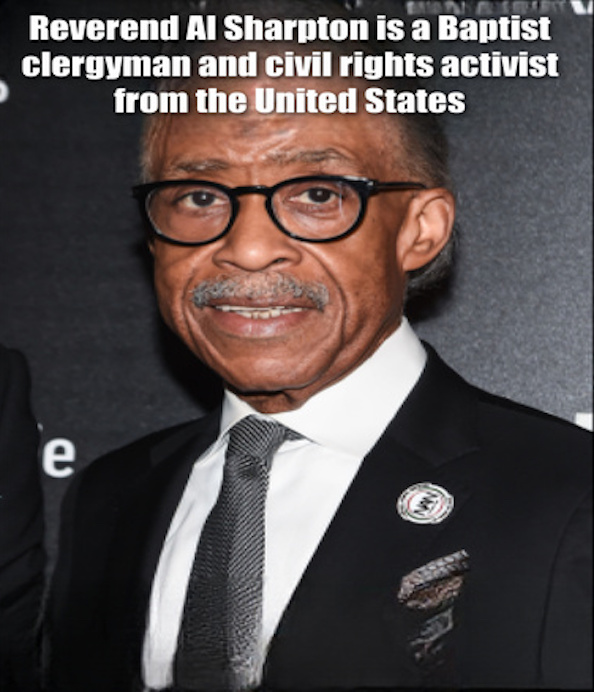 Reverend Al Sharpton is a Baptist
clergyman and civil rights activist
from the United States
e
NAN